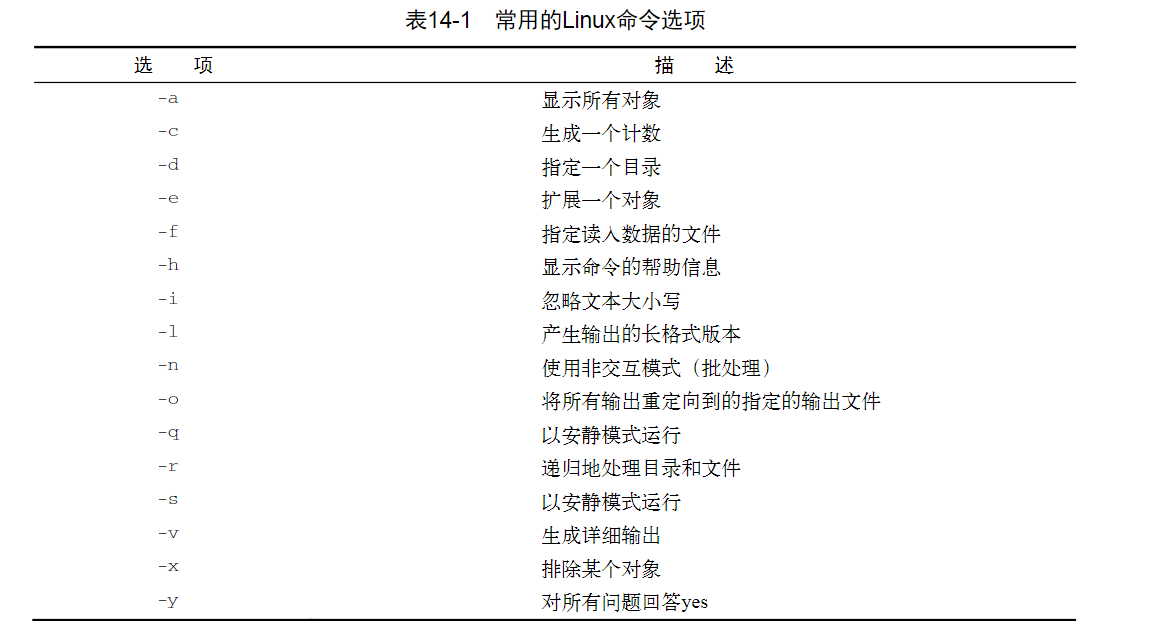 表14-1 常用的Linux命令选项
选 项 描 述
-a 显示所有对象
-c 生成一个计数
-d 指定一个目录
-e 扩展一个对象
-f 指定读入数据的文件
-h 显示命令的帮助信息
-i 忽略文本大小写
-l 产生输出的长格式版本
-n 使用非交互模式（批处理）
-o 将所有输出重定向到的指定的输出文件
-q 以安静模式运行
-r 递归地处理目录和文件
-s 以安静模式运行
-v 生成详细输出
-x 排除某个对象
-y 对所有问题回答yes